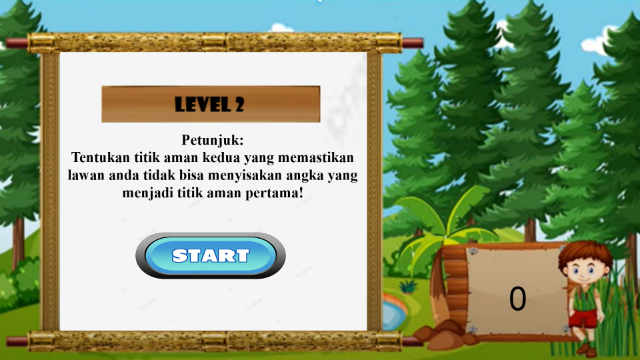 LEVEL 2
Petunjuk:
Tentukan titik aman kedua yang memastikan
lawan anda tidak bisa menyisakan angka yang
menjadi titik aman pertama!
START
0